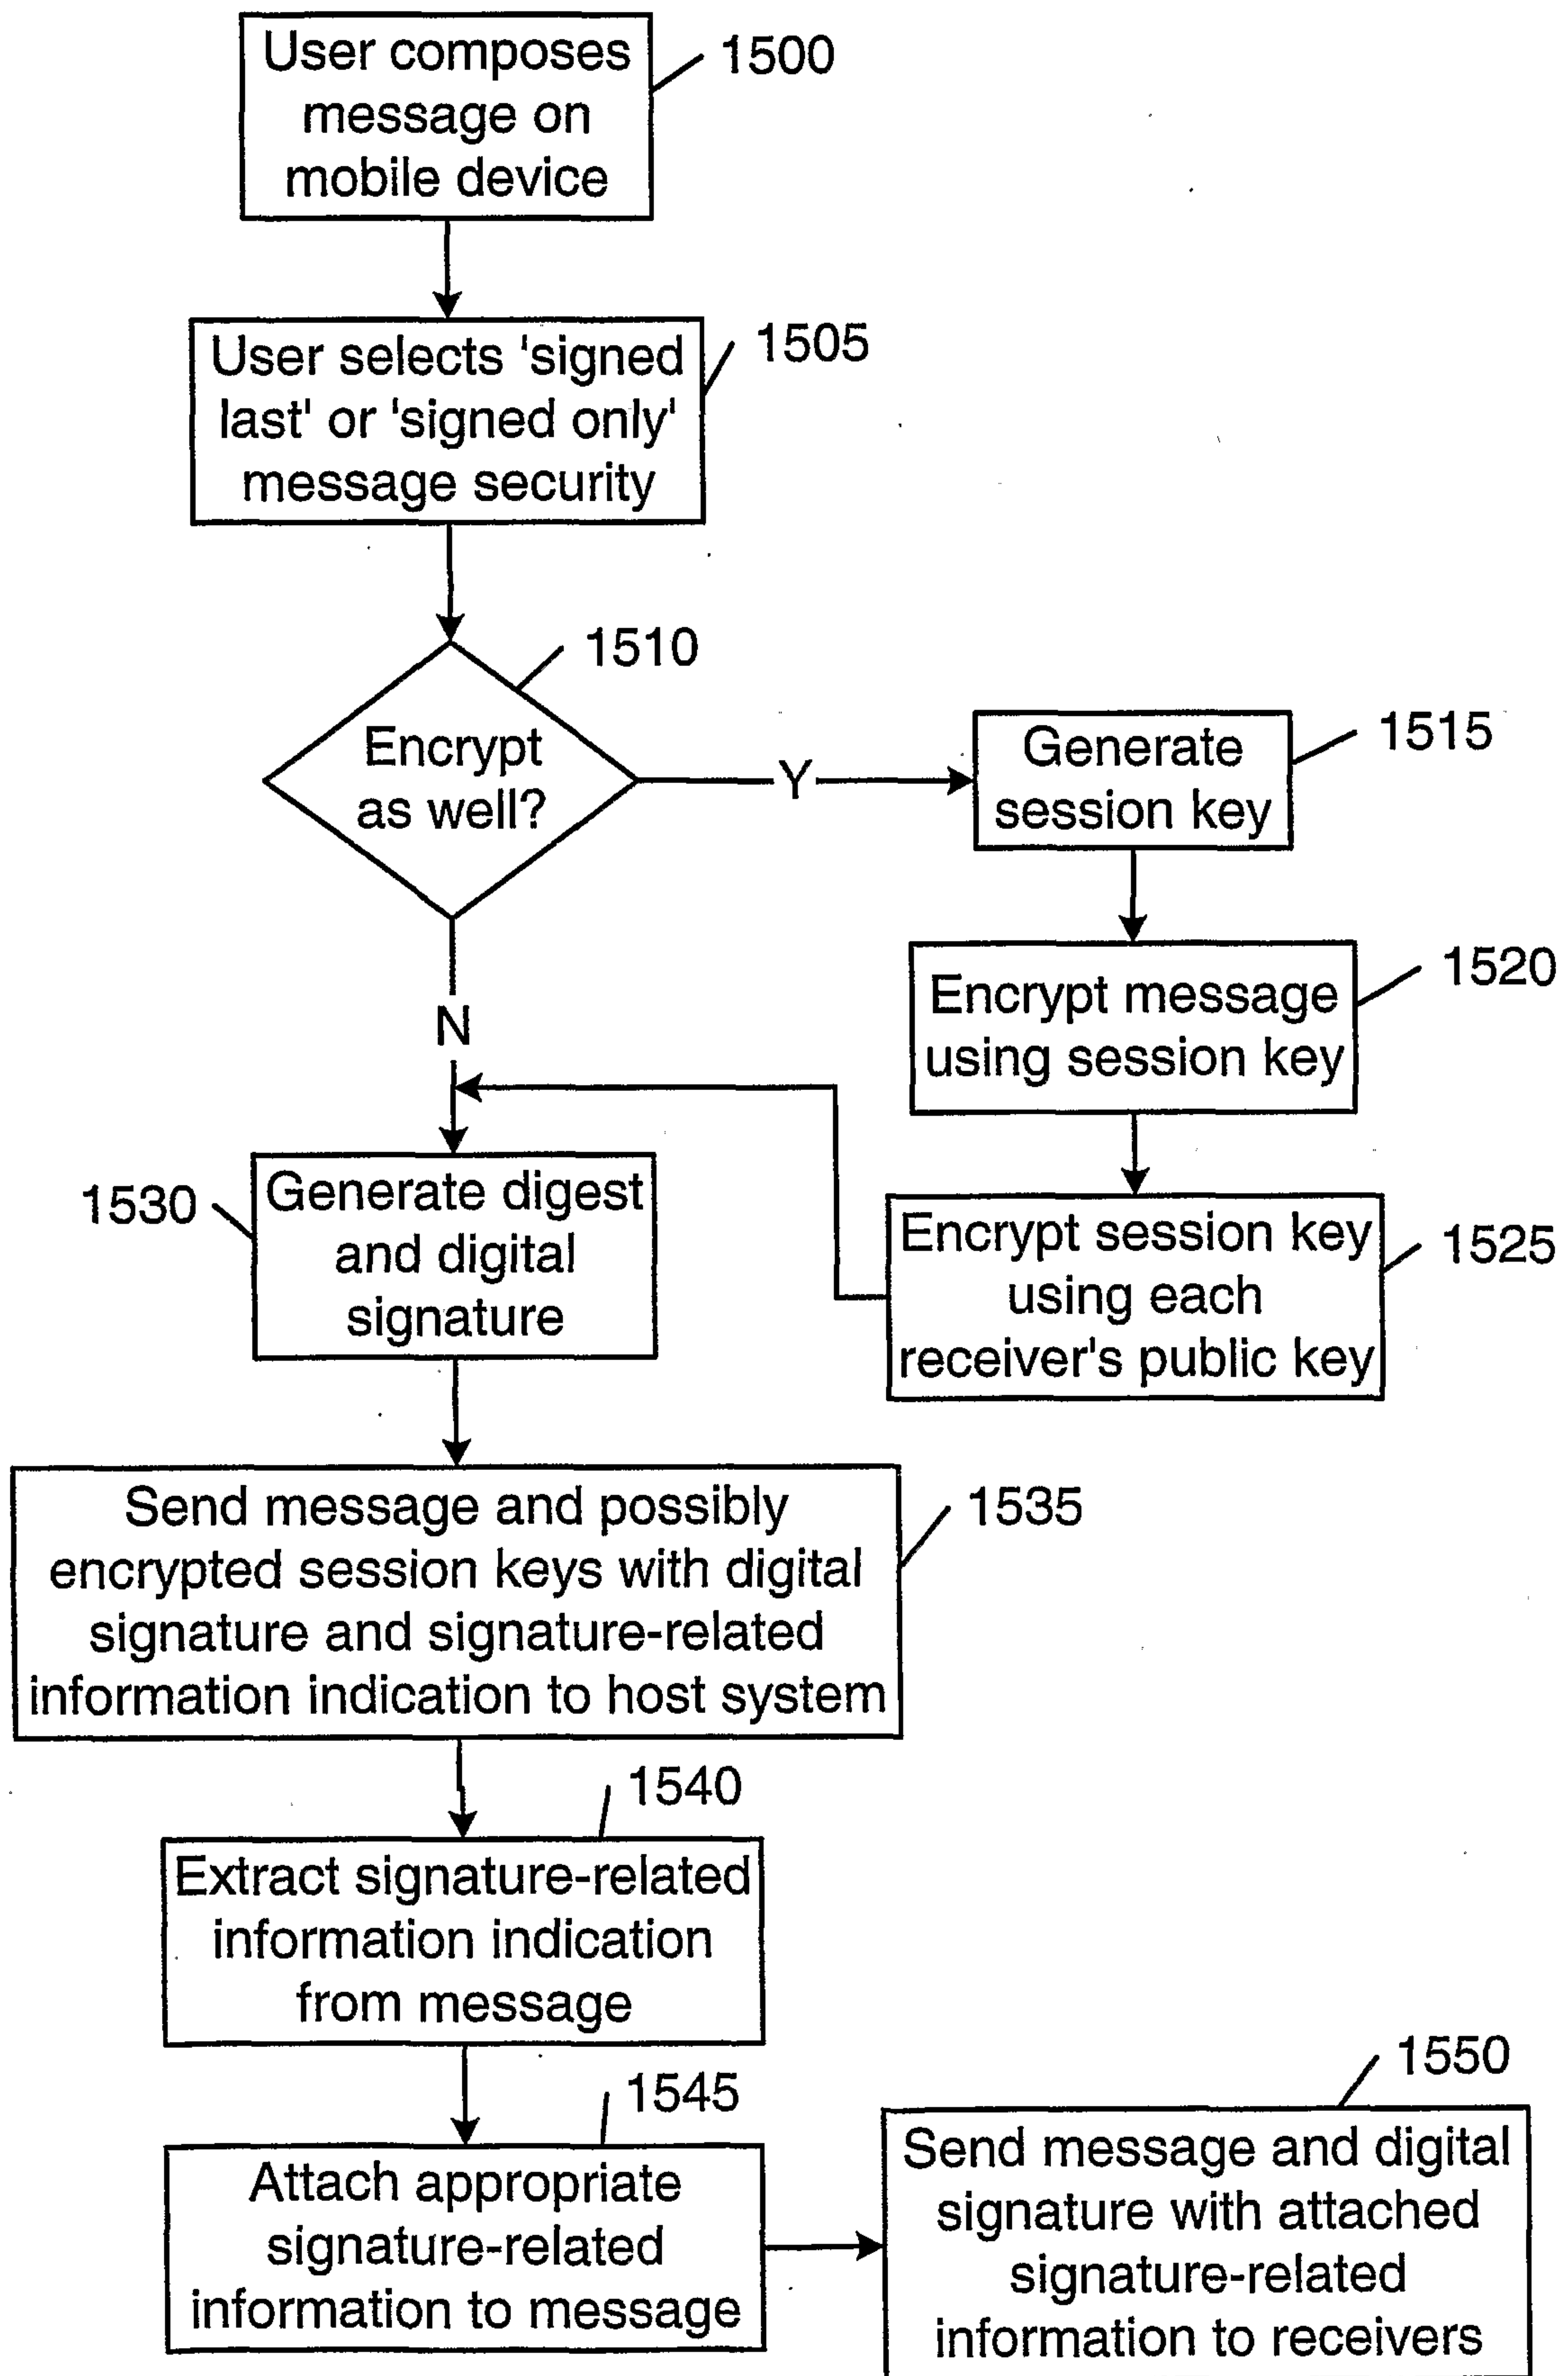 User composes
message on
mobile device
1500
User selects 'signed
last' or 'signed only'
message security
1505
1510
Encrypt
as well?
Y
Generate
session key
1515
Encrypt message
using session key
1520
N
Encrypt session key
using each
receiver's public key
1525
1530
Generate digest
and digital
signature
Send message and possibly
encrypted session keys with digital
signature and signature-related
information indication to host system
1535
1540
Extract signature-related
information indication
from message
1545
Attach appropriate
signature-related
information to message
1550
Send message and digital
signature with attached
signature-related
information to receivers